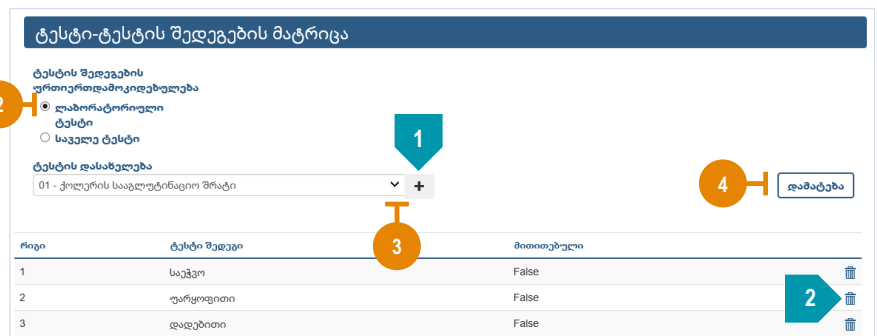 ტესტი-ტესტის შედეგების მატრიცა
ტესტის შედეგების
ურთიერთდამოკიდებულება
2
ლაბორატორიული
ტესტი
საველე ტესტი
1
ტესტის დასახელება
01 - ქოლერის სააგლუტინაციო შრატი
+
4
დამატება
3
რიგი ტესტი შედეგი მითითებული
1 საეჭვო False
2 უარყოფითი False
2
3 დადებითი False